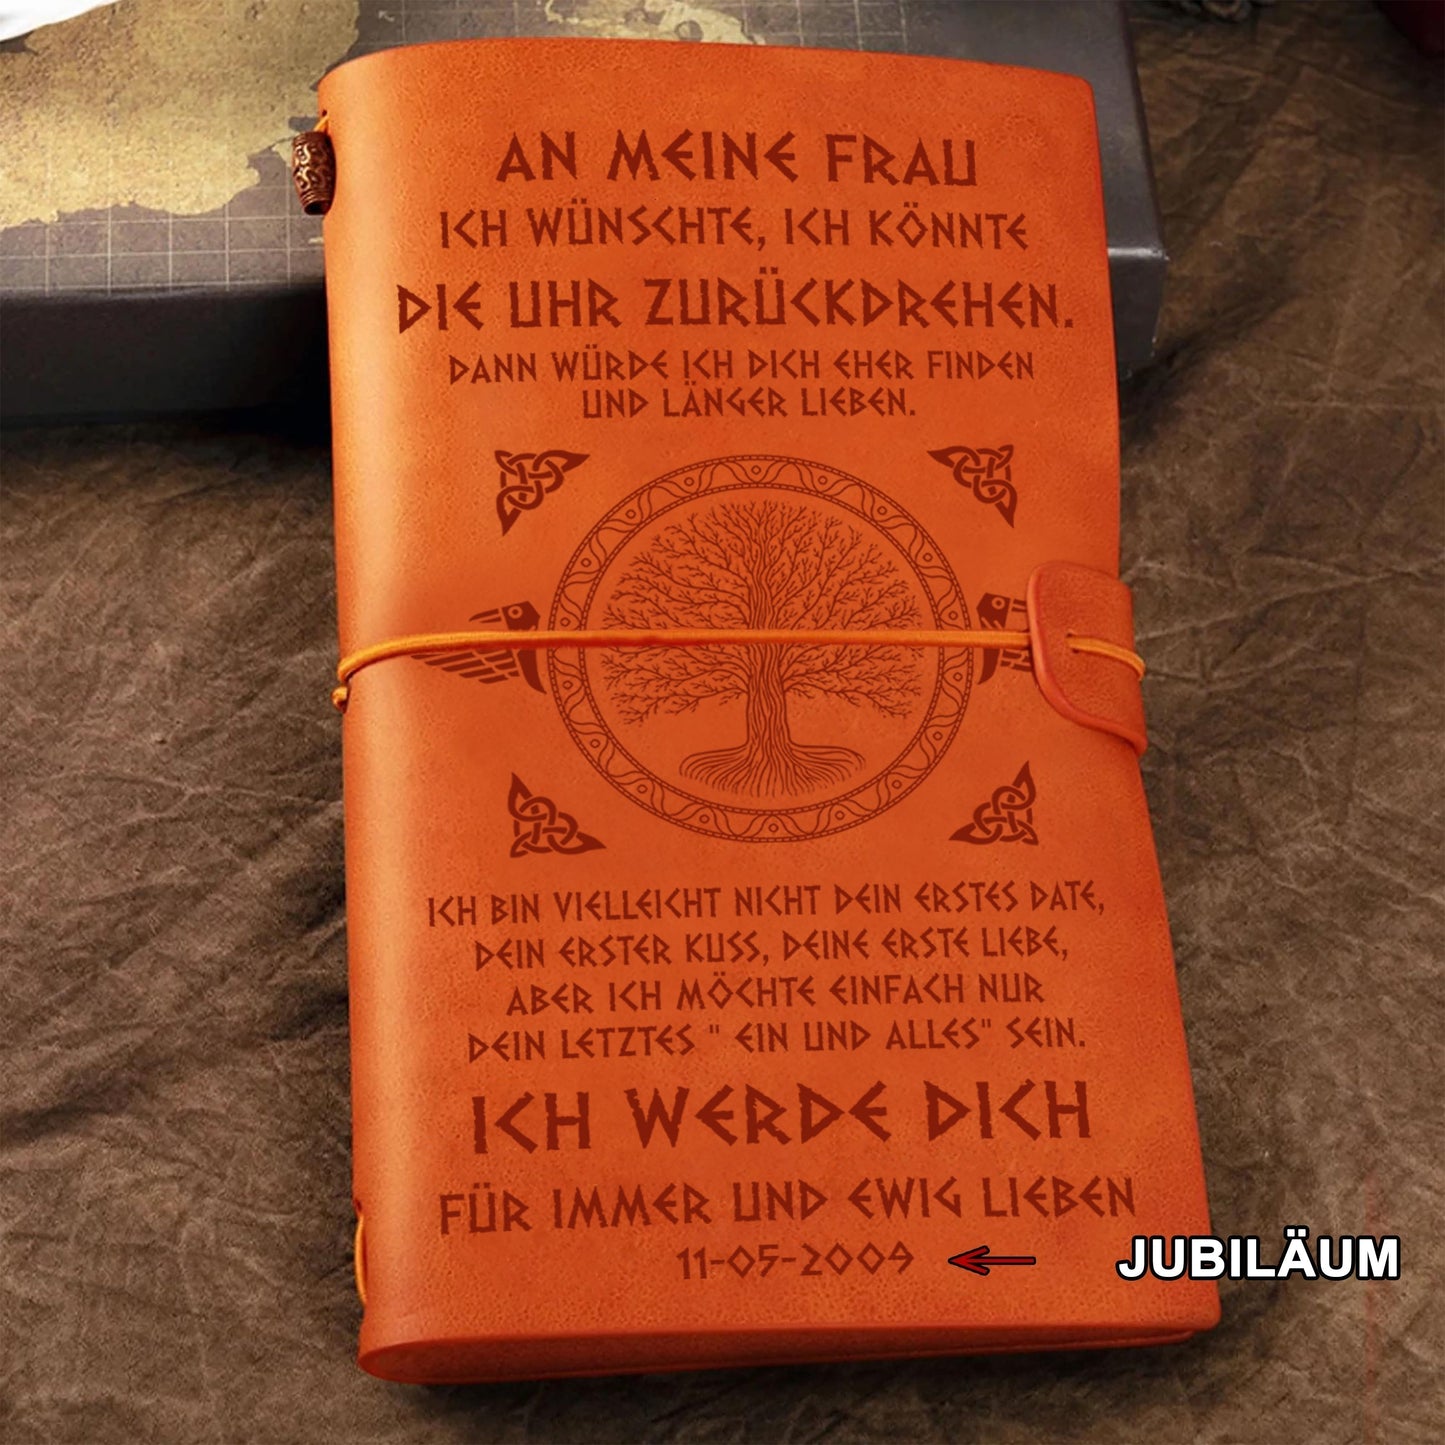 AN MEINE FRAU
ICH WÜNSCHTE, ICH KÖNNTE
DIE UHR ZURÜCKDREHEN.
DANN WÜRDE ICH DICH EHER FINDEN
UND LÄNGER LIEBEN.
ICH BIN VIELLEICHT NICHT DEIN ERSTES DATE,
DEIN ERSTER KUSS, DEINE ERSTE LIEBE,
ABER ICH MÖCHTE EINFACH NUR
DEIN LETZTES " EIN UND ALLES" SEIN.
ICH WERDE DICH
FÜR IMMER UND EWIG LIEBEN
11-05-2009
JUBILÄUM